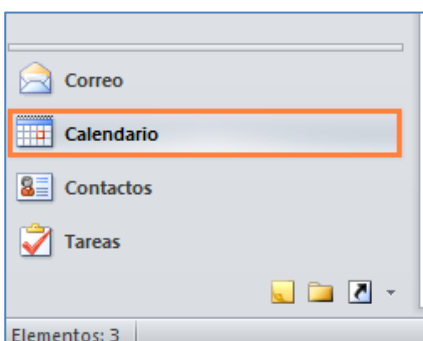 Correo
Calendario
Contactos
Tareas
Elementos: 3